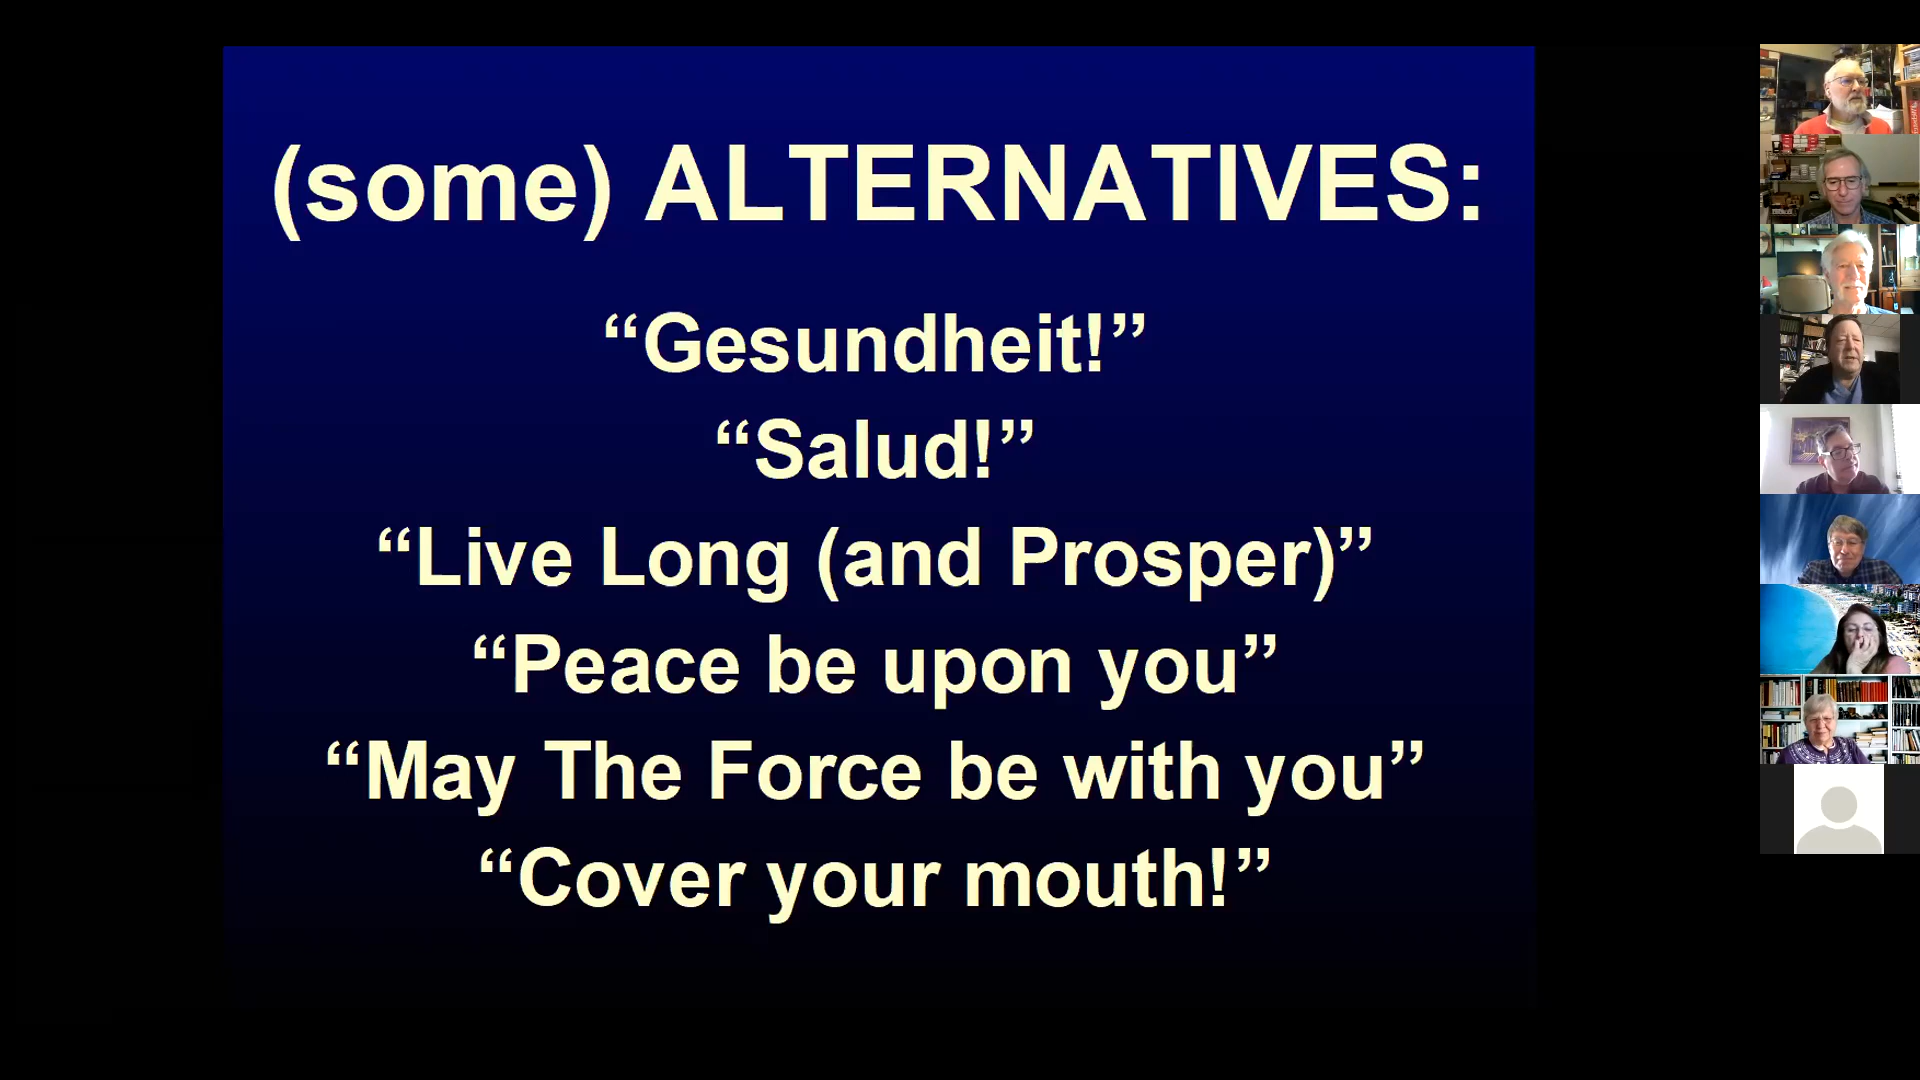 (some) ALTERNATIVES:
“Gesundheit!”
“Salud!”
“Live Long (and Prosper)”
“Peace be upon you”
“May The Force be with you”
“Cover your mouth!”